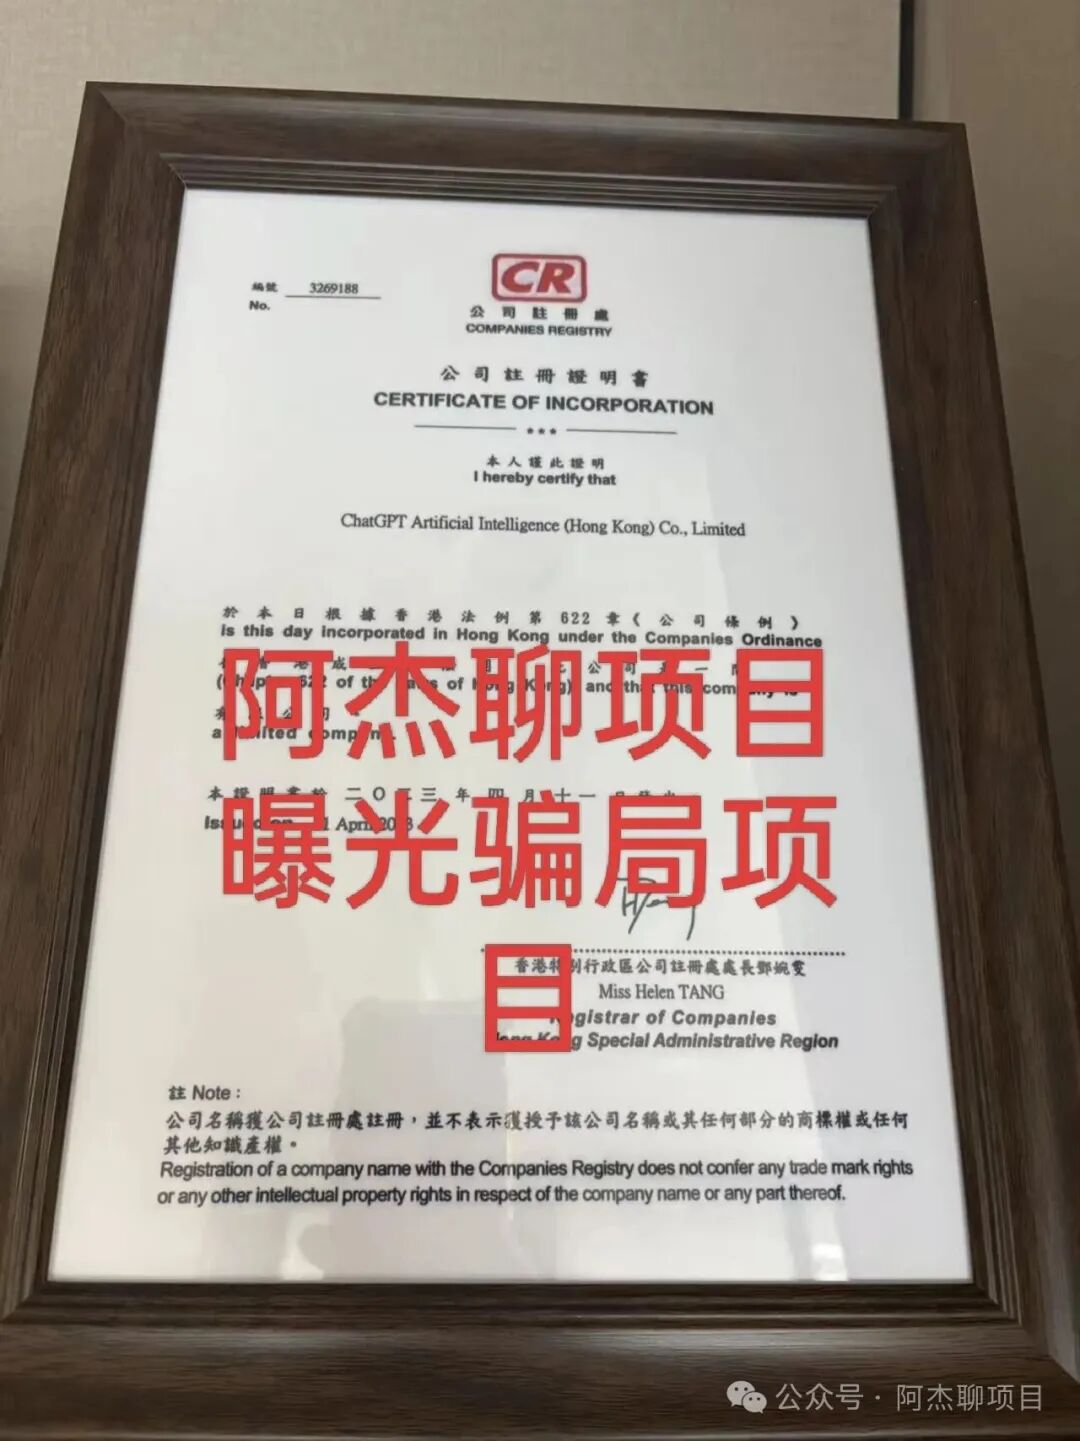 編號 3269188
No.
CR
公司註冊處
COMPANIES REGISTRY
公司註冊證明書
CERTIFICATE OF INCORPORATION
***
本人謹此證明
I hereby certify that
ChatGPT Artificial Intelligence (Hong Kong) Co., Limited
於本日根據香港法例第622章《公司條例》
is this day incorporated in Hong Kong under the Companies Ordinance
阿杰聊项目
曝光骗局项
目
香港特別行政區公司註冊處處長鄧婉雯
Miss Helen TANG
Registrar of Companies
Hong Kong Special Administrative Region
註 Note :
公司名稱獲公司註冊處註冊,並不表示獲授予該公司名稱或其任何部分的商標權或任何
其他知識產權。
Registration of a company name with the Companies Registry does not confer any trade mark rights
or any other intellectual property rights in respect of the company name or any part thereof.
公众号 · 阿杰聊项目